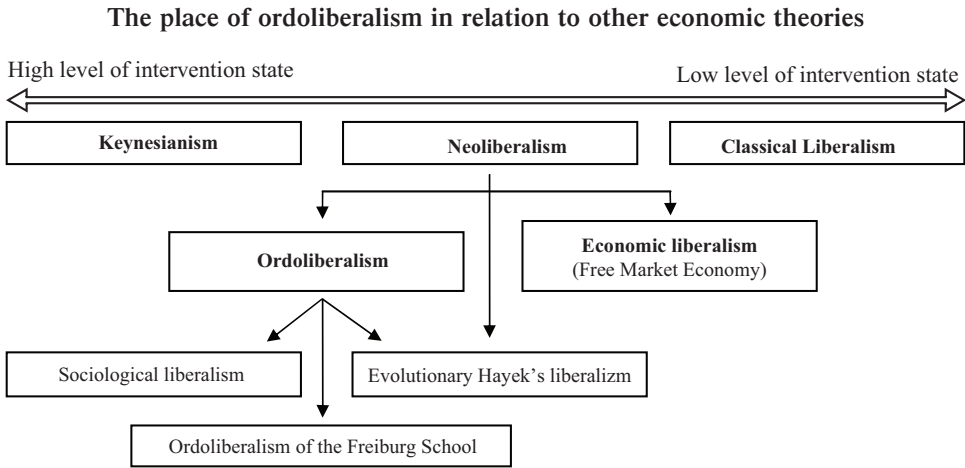 The place of ordoliberalism in relation to other economic theories
High level of intervention state
Low level of intervention state
Keynesianism
Neoliberalism
Classical Liberalism
Ordoliberalism
Economic liberalism
(Free Market Economy)
Sociological liberalism
Evolutionary Hayek's liberalizm
Ordoliberalism of the Freiburg School